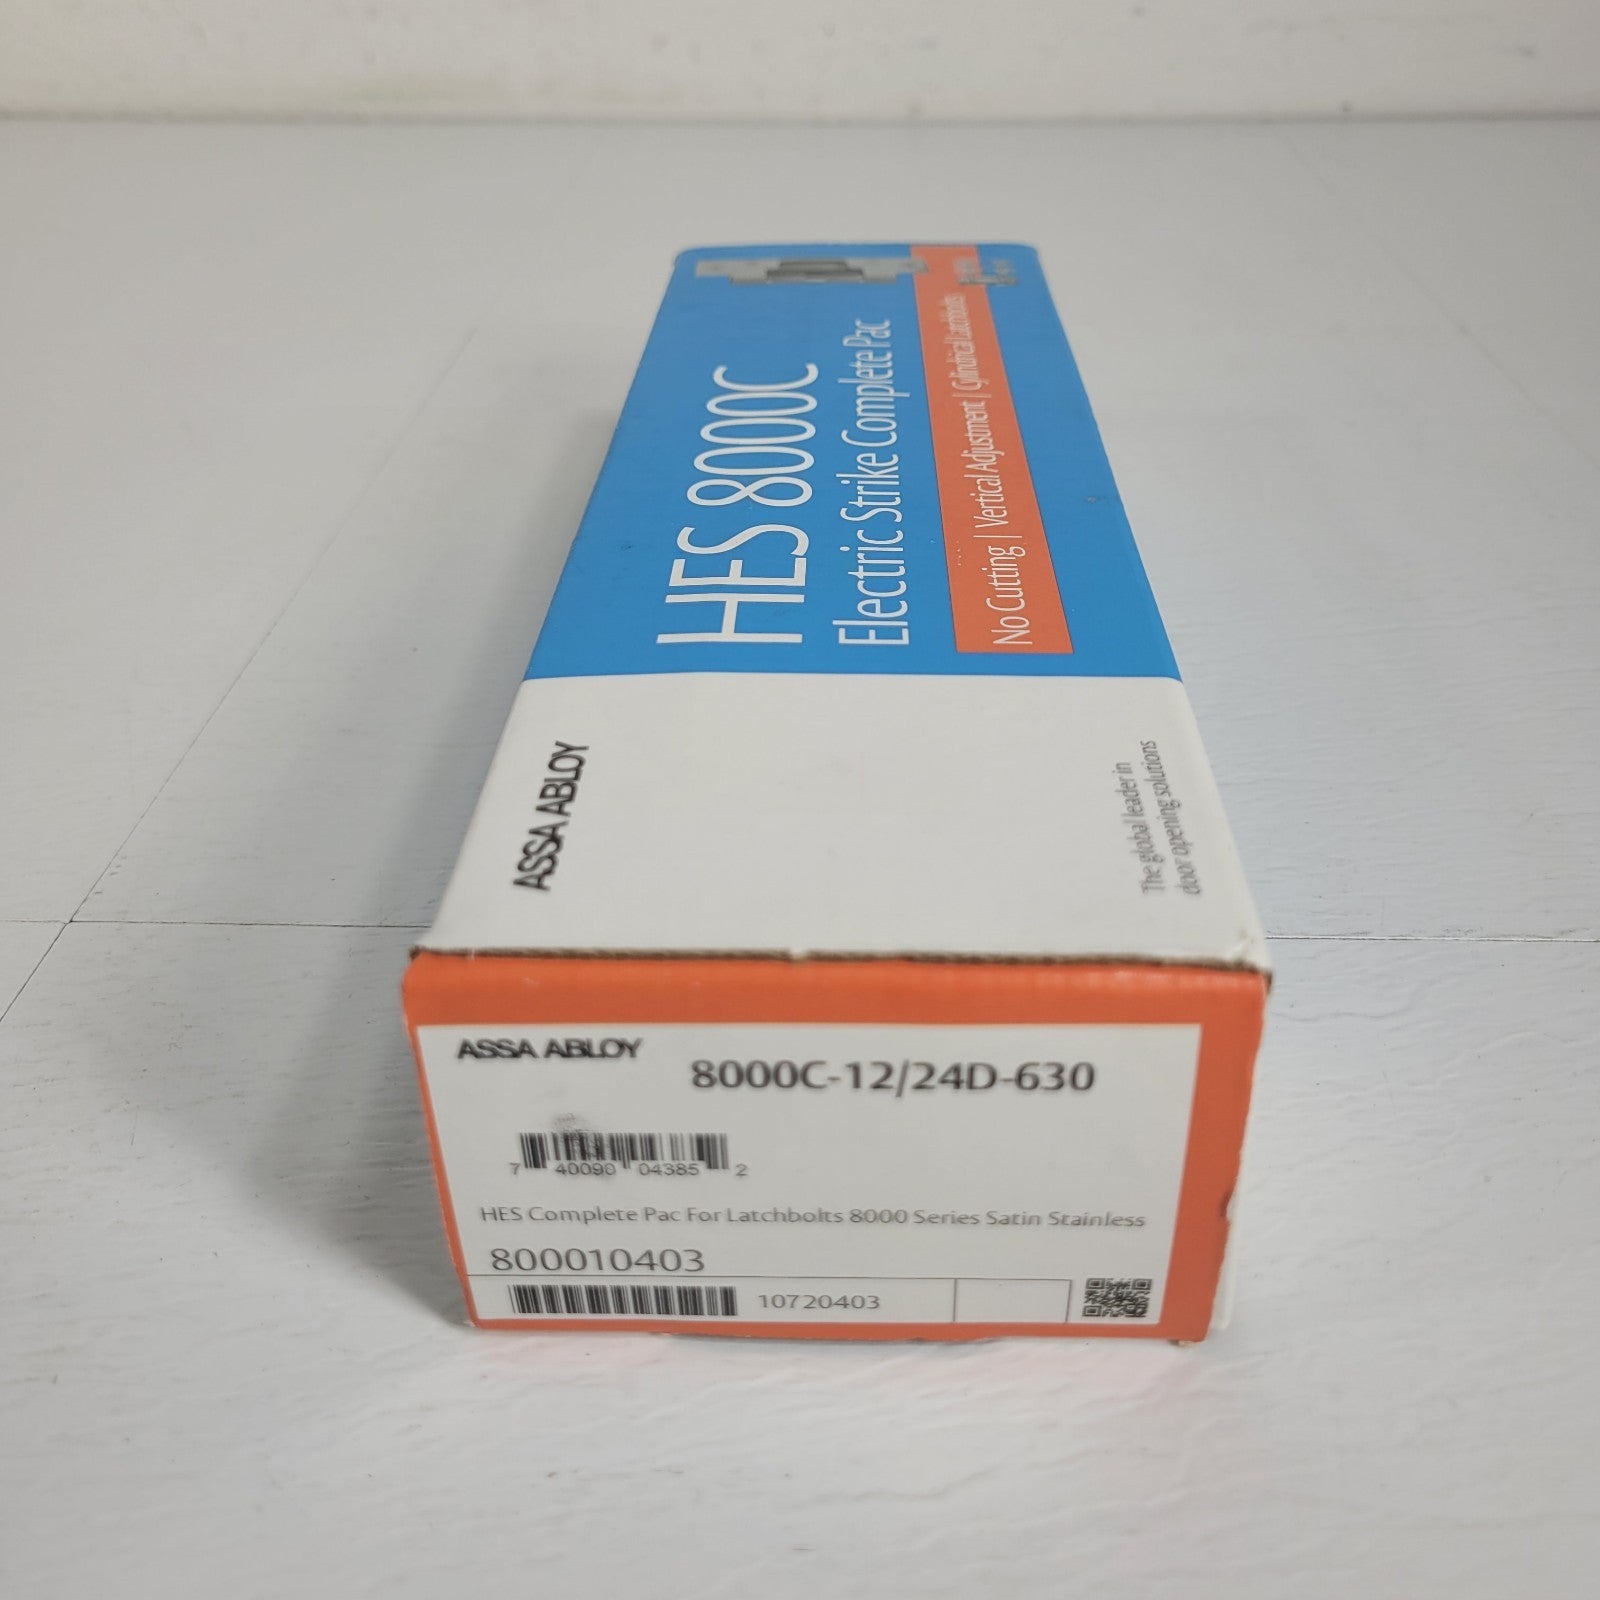 HES 8000C
Electric Strike Complete Pac
No Cutting | Vertical Adjustment | Cylindrical Latchbolts
ASSA ABLOY
The global leader in
door opening solutions
ASSA ABLOY
8000C-12/24D-630
7 40090 04385 2
HES Complete Pac For Latchbolts 8000 Series Satin Stainless
800010403
10720403